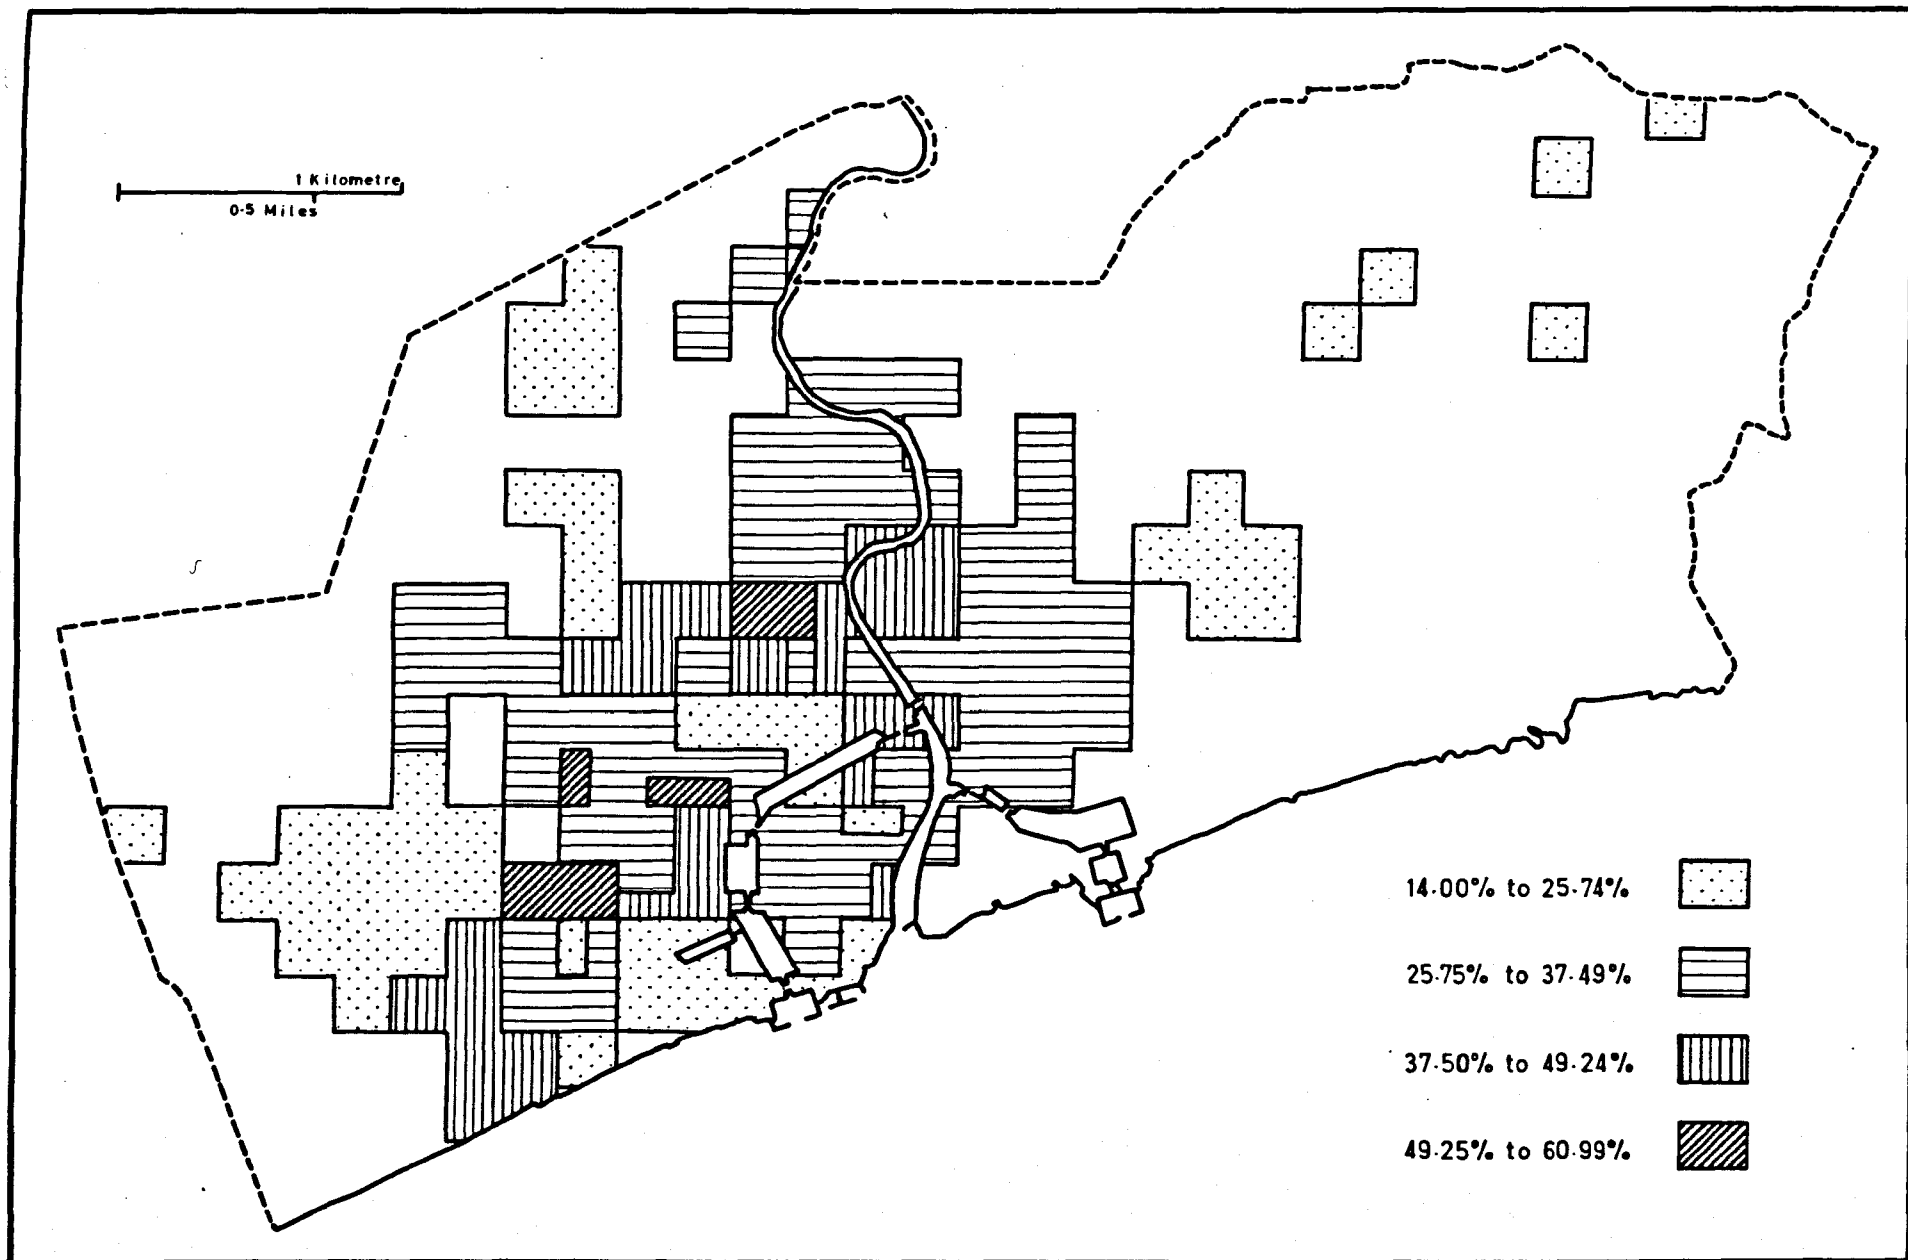 1 Kilometre
0·5 Miles
14·00% to 25·74%
25·75% to 37·49%
37·50% to 49·24%
49·25% to 60·99%